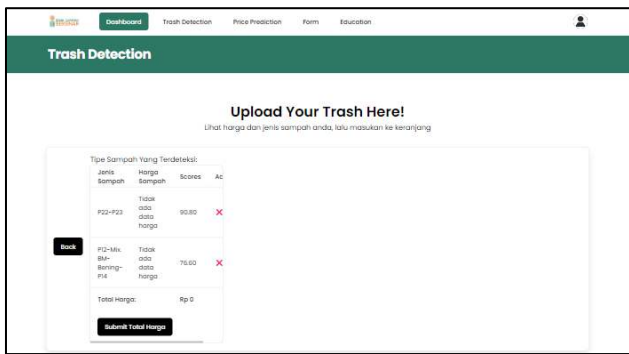 Dashboard
Trash Detection
Price Prediction
Form
Education
Trash Detection
Upload Your Trash Here!
Lihat harga dan jenis sampah anda, lalu masukan ke keranjang
Tipe Sampah Yang Terdeteksi:
Jenis Sampah
Harga Sampah
Scores
Ac
P22-P23
Tidak ada data harga
90.80
P12-Mix BM-Bening-P14
Tidak ada data harga
76.60
Back
Total Harga:
Rp 0
Submit Total Harga